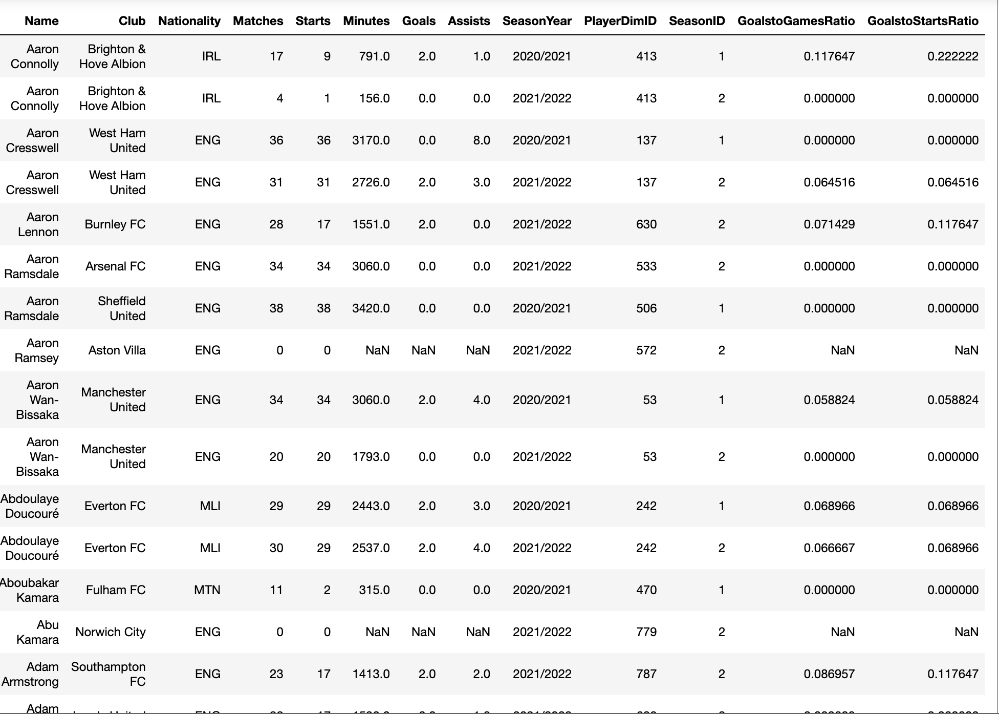 Name Club Nationality Matches Starts Minutes Goals Assists SeasonYear PlayerDimID SeasonID GoalstoGamesRatio GoalstoStartsRatio
Aaron Connolly Brighton & Hove Albion IRL 17 9 791.0 2.0 1.0 2020/2021 413 1 0.117647 0.222222
Aaron Connolly Brighton & Hove Albion IRL 4 1 156.0 0.0 0.0 2021/2022 413 2 0.000000 0.000000
Aaron Cresswell West Ham United ENG 36 36 3170.0 0.0 8.0 2020/2021 137 1 0.000000 0.000000
Aaron Cresswell West Ham United ENG 31 31 2726.0 2.0 3.0 2021/2022 137 2 0.064516 0.064516
Aaron Lennon Burnley FC ENG 28 17 1551.0 2.0 0.0 2021/2022 630 2 0.071429 0.117647
Aaron Ramsdale Arsenal FC ENG 34 34 3060.0 0.0 0.0 2021/2022 533 2 0.000000 0.000000
Aaron Ramsdale Sheffield United ENG 38 38 3420.0 0.0 0.0 2020/2021 506 1 0.000000 0.000000
Aaron Ramsey Aston Villa ENG 0 0 NaN NaN NaN 2021/2022 572 2 NaN NaN
Aaron Wan-Bissaka Manchester United ENG 34 34 3060.0 2.0 4.0 2020/2021 53 1 0.058824 0.058824
Aaron Wan-Bissaka Manchester United ENG 20 20 1793.0 0.0 0.0 2021/2022 53 2 0.000000 0.000000
Abdoulaye Doucouré Everton FC MLI 29 29 2443.0 2.0 3.0 2020/2021 242 1 0.068966 0.068966
Abdoulaye Doucouré Everton FC MLI 30 29 2537.0 2.0 4.0 2021/2022 242 2 0.066667 0.068966
Aboubakar Kamara Fulham FC MTN 11 2 315.0 0.0 0.0 2020/2021 470 1 0.000000 0.000000
Abu Kamara Norwich City ENG 0 0 NaN NaN NaN 2021/2022 779 2 NaN NaN
Adam Armstrong Southampton FC ENG 23 17 1413.0 2.0 2.0 2021/2022 787 2 0.086957 0.117647
Adam